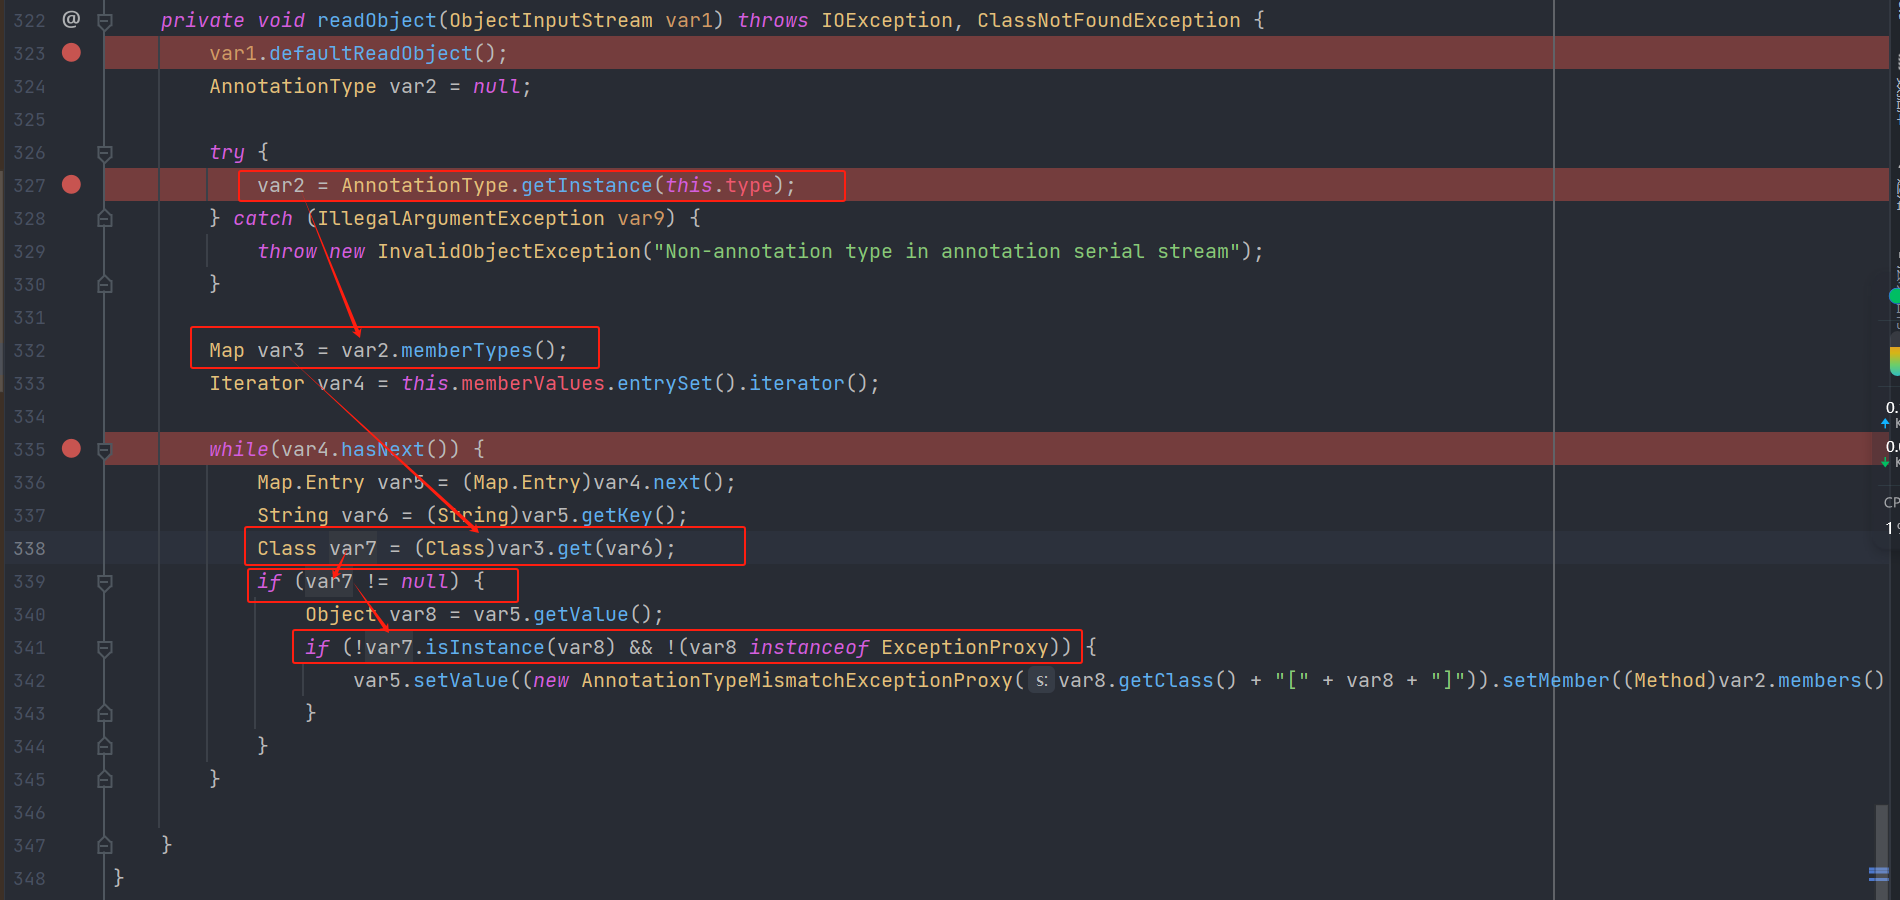 322 @ private void readObject(ObjectInputStream var1) throws IOException, ClassNotFoundException {
323 var1.defaultReadObject();
324 AnnotationType var2 = null;
325
326 try {
327 var2 = AnnotationType.getInstance(this.type);
328 } catch (IllegalArgumentException var9) {
329 throw new InvalidObjectException("Non-annotation type in annotation serial stream");
330 }
331
332 Map var3 = var2.memberTypes();
333 Iterator var4 = this.memberValues.entrySet().iterator();
334
335 while(var4.hasNext()) {
336 Map.Entry var5 = (Map.Entry)var4.next();
337 String var6 = (String)var5.getKey();
338 Class var7 = (Class)var3.get(var6);
339 if (var7 != null) {
340 Object var8 = var5.getValue();
341 if (!var7.isInstance(var8) && !(var8 instanceof ExceptionProxy)) {
342 var5.setValue((new AnnotationTypeMismatchExceptionProxy( s: var8.getClass() + "[" + var8 + "]")).setMember((Method)var2.members()
343 }
344 }
345 }
346
347 }
348 }